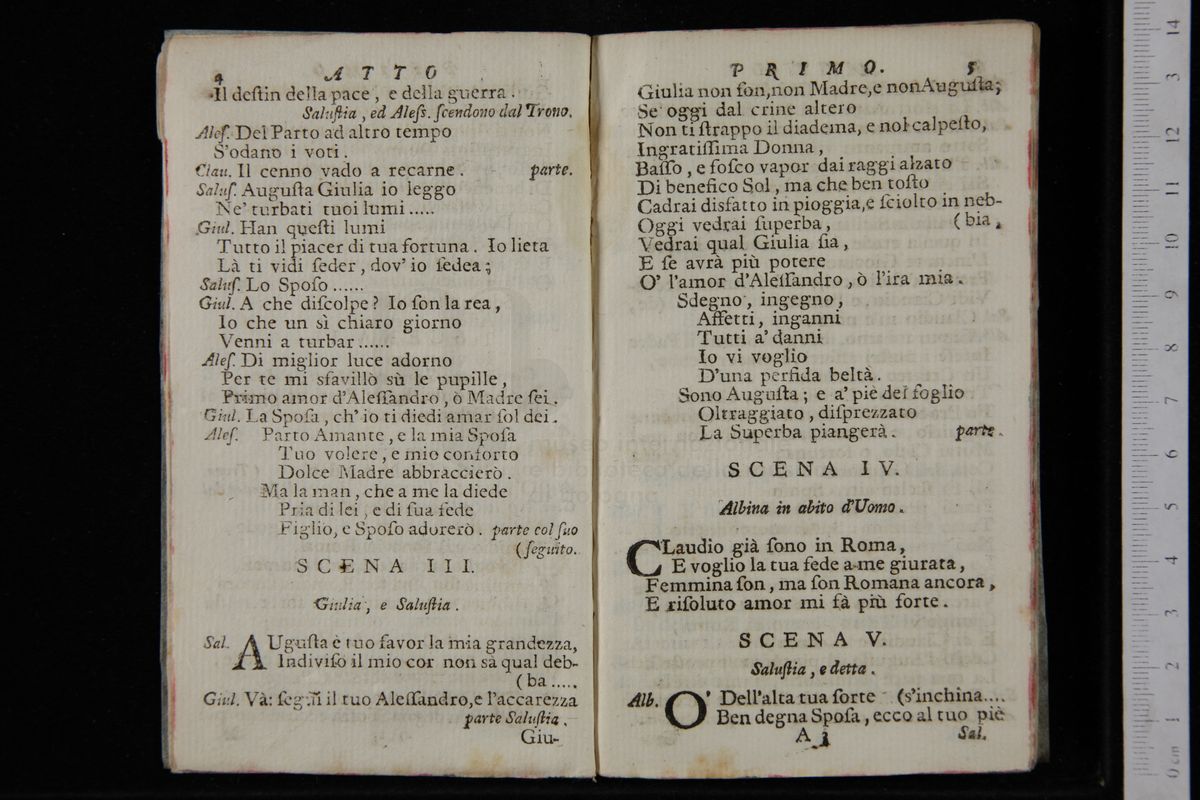 4 ATTO
Il deſtin della pace, e della guerra.
Saluſtia, ed Aleſs. ſcendono dal Trono.
Aleſ. Del Parto ad altro tempo
S'odano i voti.
Clau. Il cenno vado a recarne. parte.
Saluſ. Auguſta Giulia io leggo
Ne' turbati tuoi lumi.....
Giul. Han queſti lumi
Tutto il piacer di tua fortuna. Io lieta
Là ti vidi ſeder, dov' io ſedea;
Saluſ. Lo Spoſo......
Giul. A che diſcolpe? Io ſon la rea,
Io che un sì chiaro giorno
Venni a turbar......
Aleſ. Di miglior luce adorno
Per te mi sfavillò sù le pupille,
Primo amor d'Aleſſandro, ò Madre ſei.
Giul. La Spoſa, ch' io ti diedi amar ſol dei.
Aleſ. Parto Amante, e la mia Spoſa
Tuo volere, e mio conforto
Dolce Madre abbraccierò.
Ma la man, che a me la diede
Pria di lei, e di ſua fede
Figlio, e Spoſo adorerò. parte col ſuo
(ſeguito.
SCENA III.
Giulia, e Saluſtia.
Sal. AUguſta è tuo favor la mia grandezza,
Indiviſo il mio cor non sà qual deb-
(ba.....
Giul. Và: ſegui il tuo Aleſſandro, e l'accarezza
parte Saluſtia.
Giu-
PRIMO. 5
Giulia non ſon, non Madre, e non Auguſta;
Se oggi dal crine altero
Non ti ſtrappo il diadema, e nol calpeſto,
Ingratiſſima Donna,
Baſſo, e foſco vapor dai raggi alzato
Di benefico Sol, ma che ben toſto
Cadrai disfatto in pioggia, e ſciolto in neb-
Oggi vedrai ſuperba, (bia.
Vedrai qual Giulia ſia,
E ſe avrà più potere
O' l'amor d'Aleſſandro, ò l'ira mia.
Sdegno, ingegno,
Affetti, inganni
Tutti a' danni
Io vi voglio
D'una perfida beltà.
Sono Auguſta; e a' piè del ſoglio
Oltraggiato, diſprezzato
La Superba piangerà. parte.
SCENA IV.
Albina in abito d'Uomo.
CLaudio già ſono in Roma,
E voglio la tua fede a me giurata,
Femmina ſon, ma ſon Romana ancora,
E riſoluto amor mi fà più forte.
SCENA V.
Saluſtia, e detta.
Alb. O' Dell'alta tua ſorte (s'inchina....
Ben degna Spoſa, ecco al tuo piè
A 3 Sal.